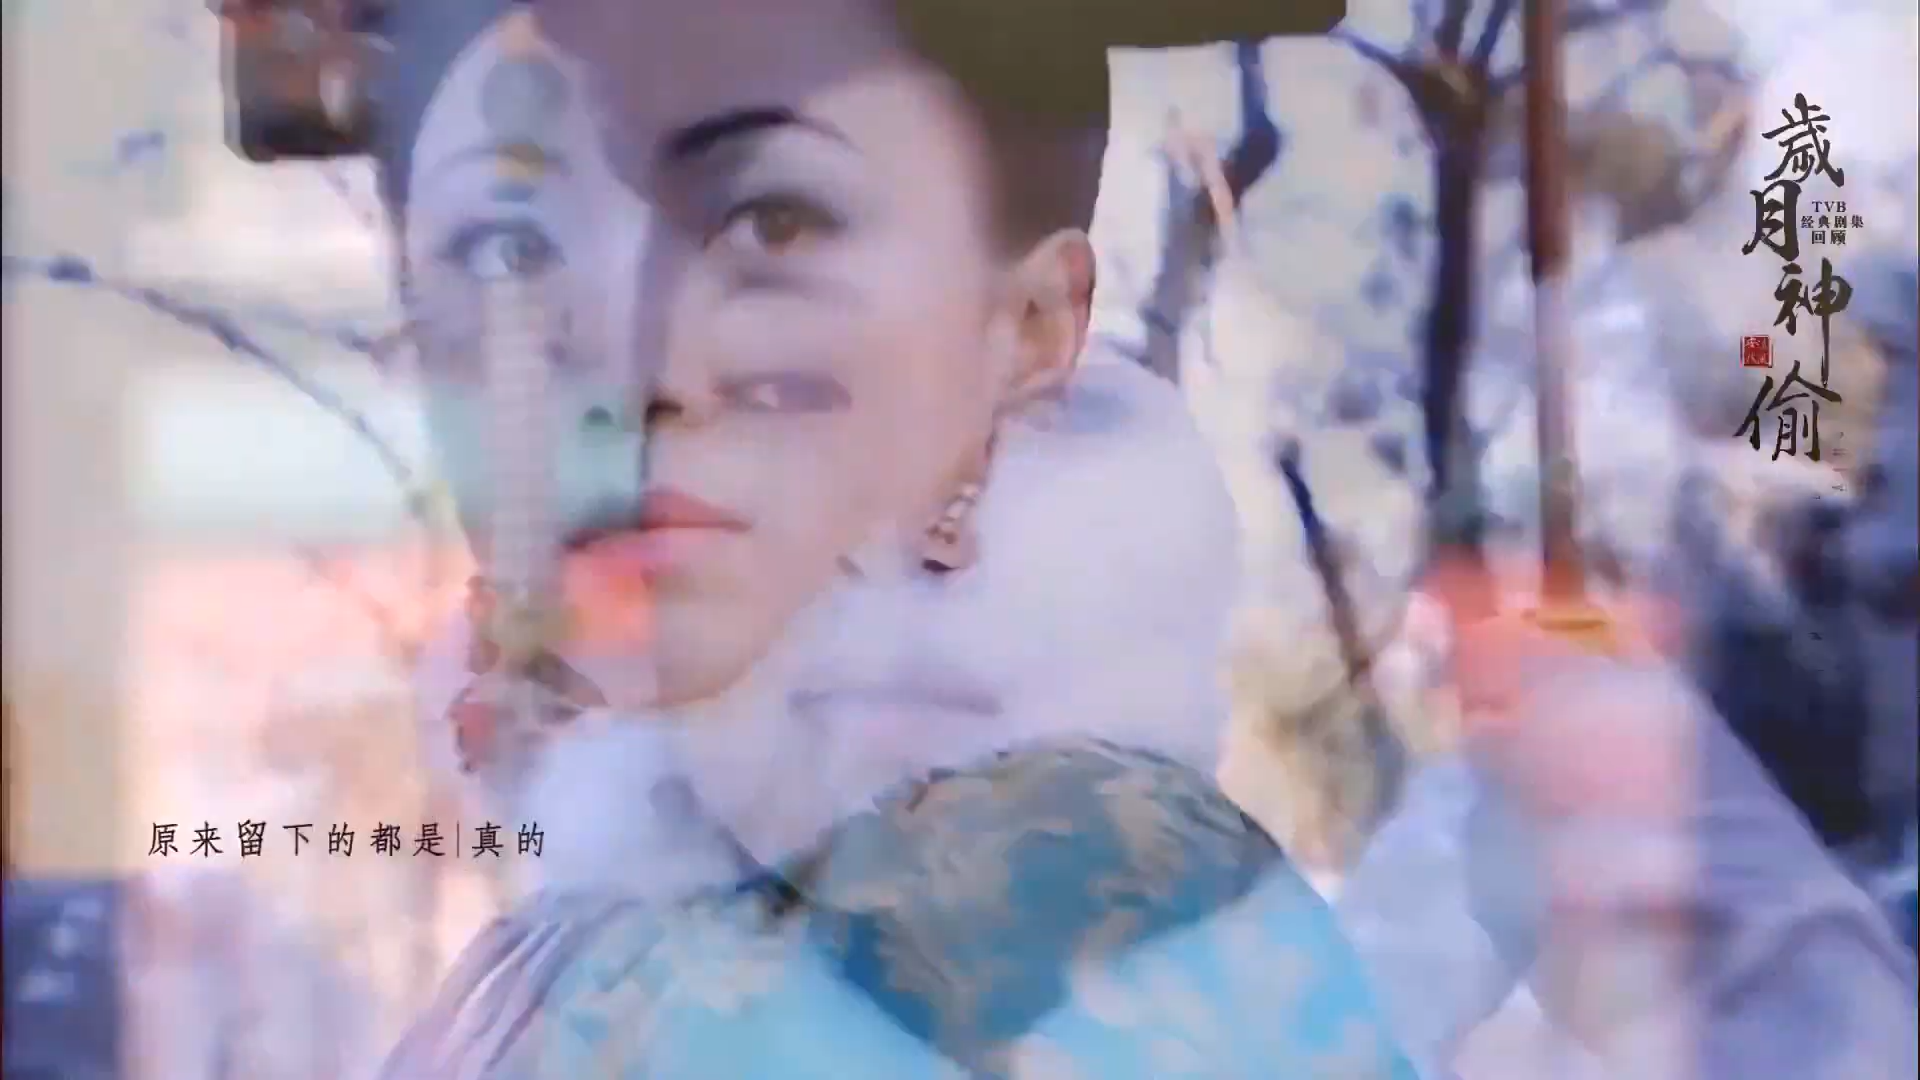 歲月神偷
TVB
经典剧集
回顾
原来留下的都是|真的